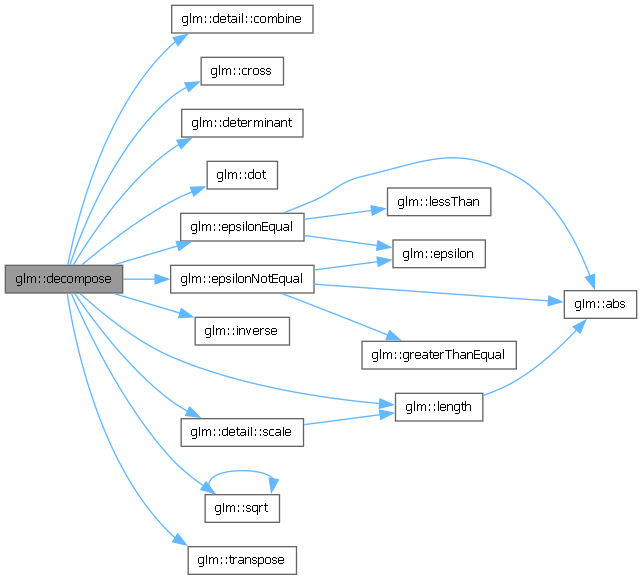 glm::detail::combine
glm::cross
glm::determinant
glm::dot
glm::lessThan
glm::epsilonEqual
glm::epsilon
glm::decompose
glm::epsilonNotEqual
glm::abs
glm::inverse
glm::greaterThanEqual
glm::length
glm::detail::scale
glm::sqrt
glm::transpose